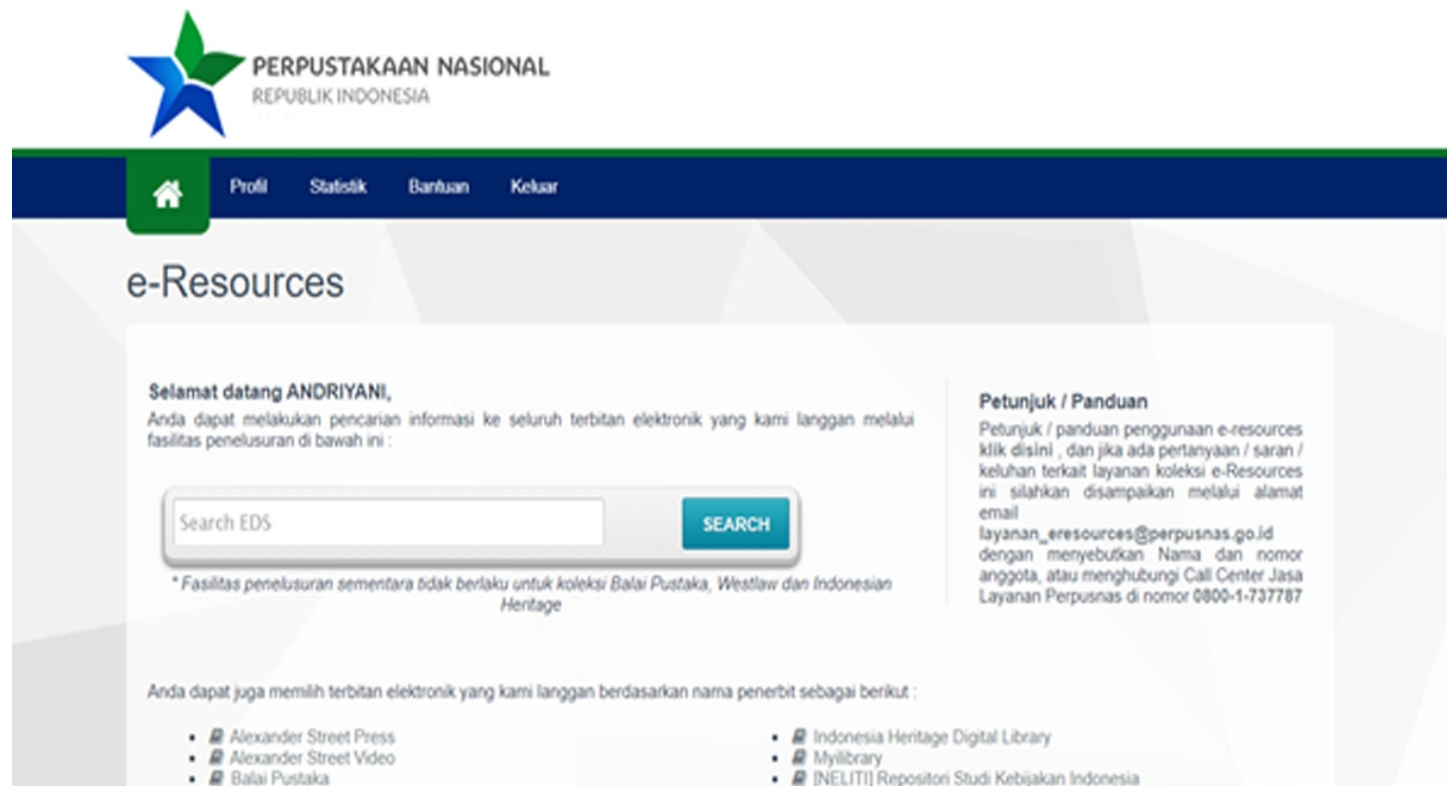 PERPUSTAKAAN NASIONAL
REPUBLIK INDONESIA
Profil Statistik Bantuan Keluar
e-Resources
Selamat datang ANDRIYANI,
Anda dapat melakukan pencarian informasi ke seluruh terbitan elektronik yang kami langgan melalui
fasilitas penelusuran di bawah ini :
Search EDS
SEARCH
* Fasilitas penelusuran sementara tidak berlaku untuk koleksi Balai Pustaka, Westlaw dan Indonesian
Heritage
Petunjuk / Panduan
Petunjuk / panduan penggunaan e-resources
klik disini , dan jika ada pertanyaan / saran /
keluhan terkait layanan koleksi e-Resources
ini silahkan disampaikan melalui alamat
email
layanan_eresources@perpusnas.go.id
dengan menyebutkan Nama dan nomor
anggota, atau menghubungi Call Center Jasa
Layanan Perpusnas di nomor 0800-1-737787
Anda dapat juga memilih terbitan elektronik yang kami langgan berdasarkan nama penerbit sebagai berikut :
Alexander Street Press
Alexander Street Video
Balai Pustaka
Indonesia Heritage Digital Library
Myilibrary
[NELITI] Repositori Studi Kebijakan Indonesia